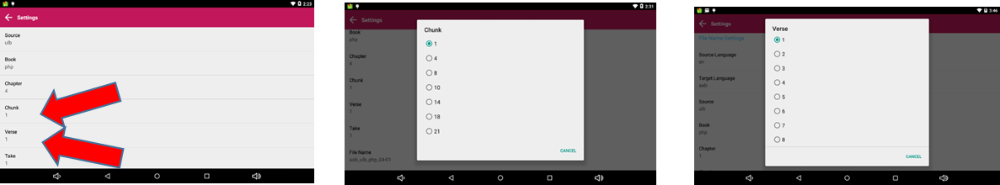 2:23
Settings
Source
ulb
Book
php
Chapter
4
Chunk
1
Verse
1
Take
1
2:31
Settings
Book
php
Chapter
4
Chunk
1
Verse
1
Take
1
File Name
aab_ulb_php_04-01
Chunk
1
4
8
10
14
18
21
CANCEL
3:46
Settings
File Name Settings
Source Language
en
Target Language
aab
Source
ulb
Book
php
Chapter
1
Verse
1
2
3
4
5
6
7
8
CANCEL